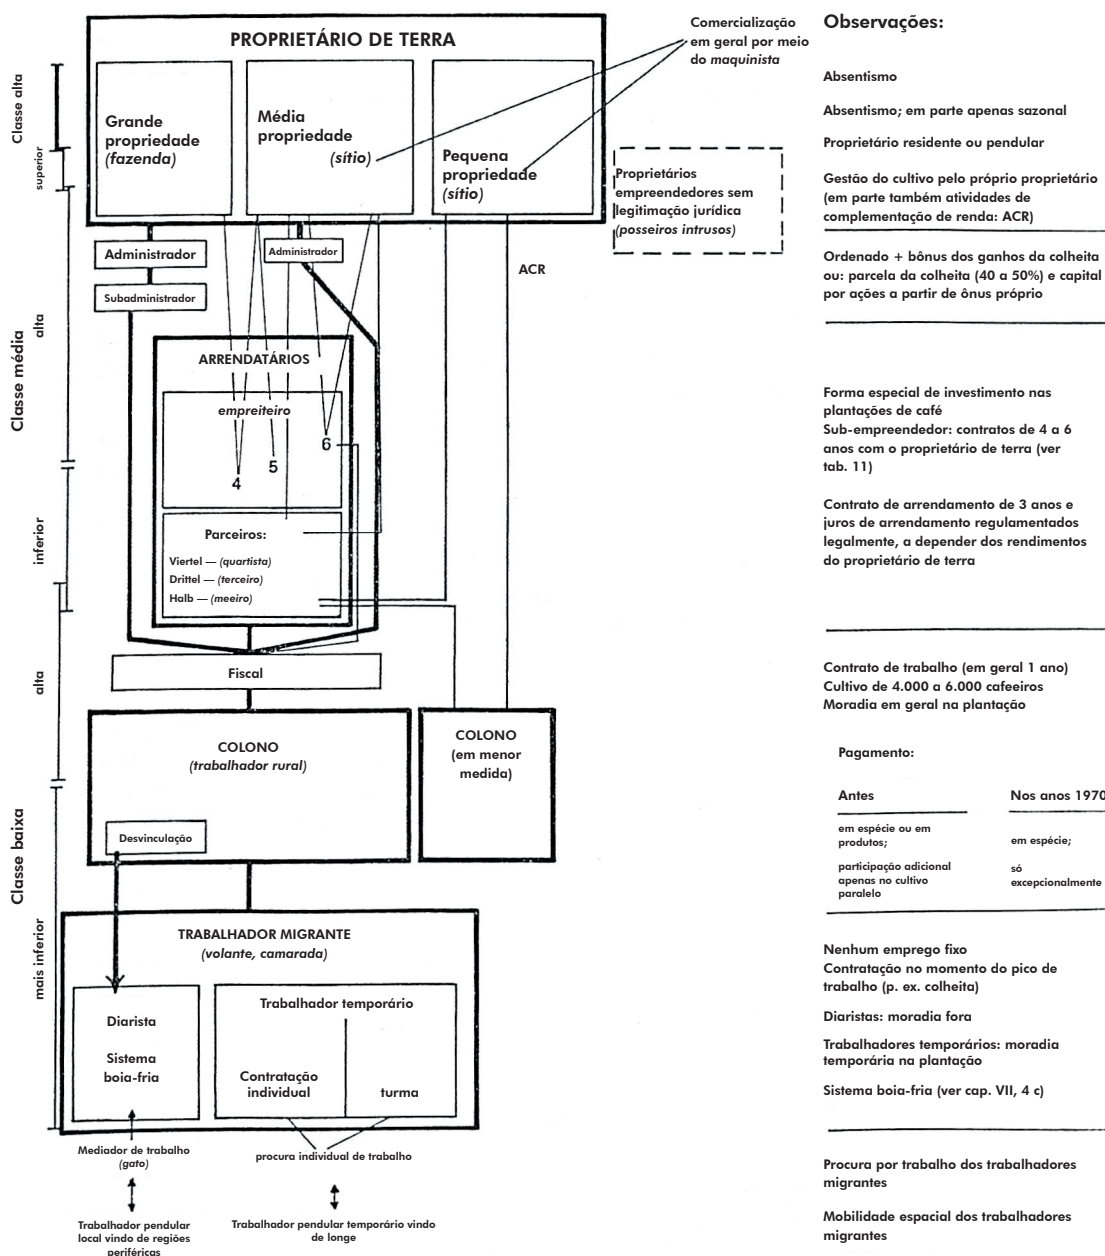 Comercialização
em geral por meio
do maquinista
PROPRIETÁRIO DE TERRA
Grande
propriedade
(fazenda)
Média
propriedade
(sítio)
Pequena
propriedade
(sítio)
Proprietários
empreendedores sem
legitimação jurídica
(posseiros intrusos)
Administrador
Subadministrador
Administrador
ACR
ARRENDATÁRIOS
empreiteiro
4
5
6
Parceiros:
Viertel — (quartista)
Drittel — (terceiro)
Halb — (meeiro)
Fiscal
COLONO
(trabalhador rural)
Desvinculação
COLONO
(em menor
medida)
TRABALHADOR MIGRANTE
(volante, camarada)
Diarista
Sistema
boia-fria
Trabalhador temporário
Contratação
individual
turma
Mediador de trabalho
(gato)
procura individual de trabalho
Trabalhador pendular
local vindo de regiões
periféricas
Trabalhador pendular temporário vindo
de longe
Classe alta
superior
Classe média
alta
inferior
Classe baixa
alta
mais inferior
Observações:
Absentismo
Absentismo; em parte apenas sazonal
Proprietário residente ou pendular
Gestão do cultivo pelo próprio proprietário
(em parte também atividades de
complementação de renda: ACR)
Ordenado + bônus dos ganhos da colheita
ou: parcela da colheita (40 a 50%) e capital
por ações a partir de ônus próprio
Forma especial de investimento nas
plantações de café
Sub-empreendedor: contratos de 4 a 6
anos com o proprietário de terra (ver
tab. 11)
Contrato de arrendamento de 3 anos e
juros de arrendamento regulamentados
legalmente, a depender dos rendimentos
do proprietário de terra
Contrato de trabalho (em geral 1 ano)
Cultivo de 4.000 a 6.000 cafeeiros
Moradia em geral na plantação
Pagamento:
Antes
Nos anos 1970
em espécie ou em
produtos;
em espécie;
participação adicional
apenas no cultivo
paralelo
só
excepcionalmente
Nenhum emprego fixo
Contratação no momento do pico de
trabalho (p. ex. colheita)
Diaristas: moradia fora
Trabalhadores temporários: moradia
temporária na plantação
Sistema boia-fria (ver cap. VII, 4 c)
Procura por trabalho dos trabalhadores
migrantes
Mobilidade espacial dos trabalhadores
migrantes